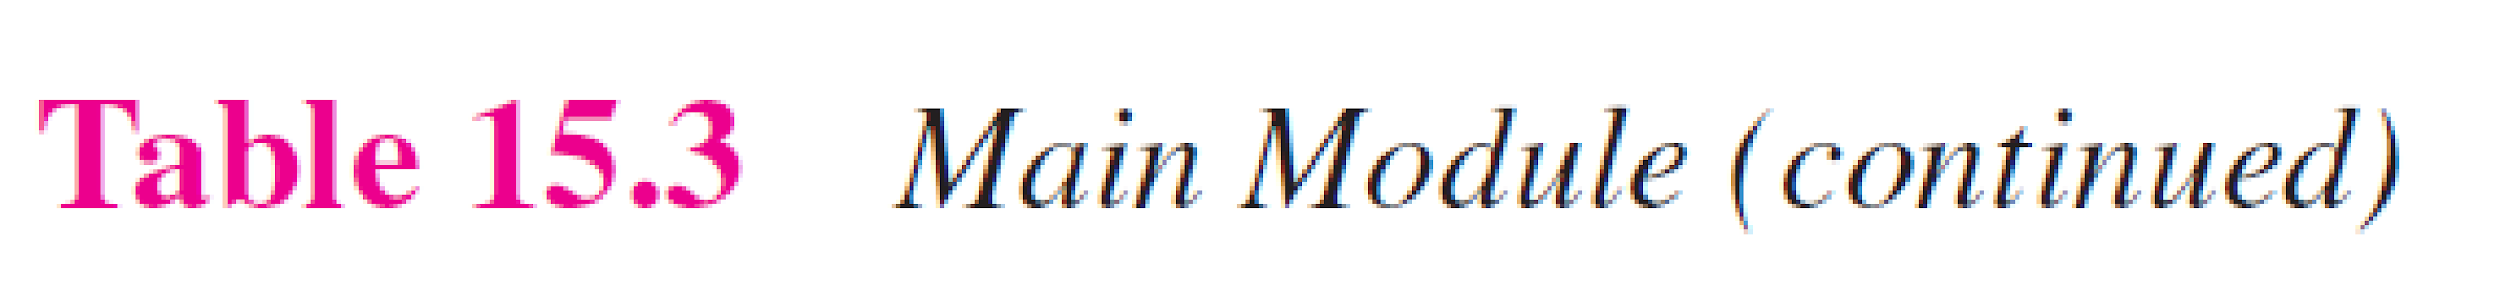 Table 15.3 Main Module (continued)